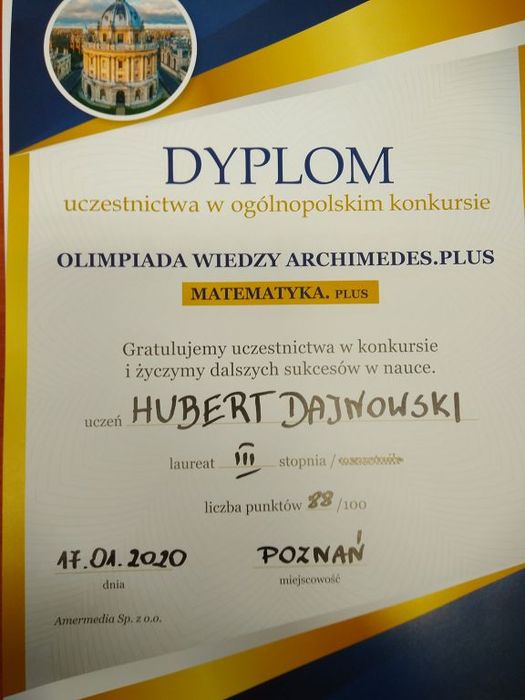 DYPLOM
uczestnictwa w ogólnopolskim konkursie
OLIMPIADA WIEDZY ARCHIMEDES.PLUS
MATEMATYKA. PLUS
Gratulujemy uczestnictwa w konkursie
i życzymy dalszych sukcesów w nauce.
uczeń HUBERT DAJNOWSKI
laureat III stopnia /
liczba punktów 88 /100
17.01.2020 POZNAŃ
dnia miejscowość
Amermedia Sp. z o.o.